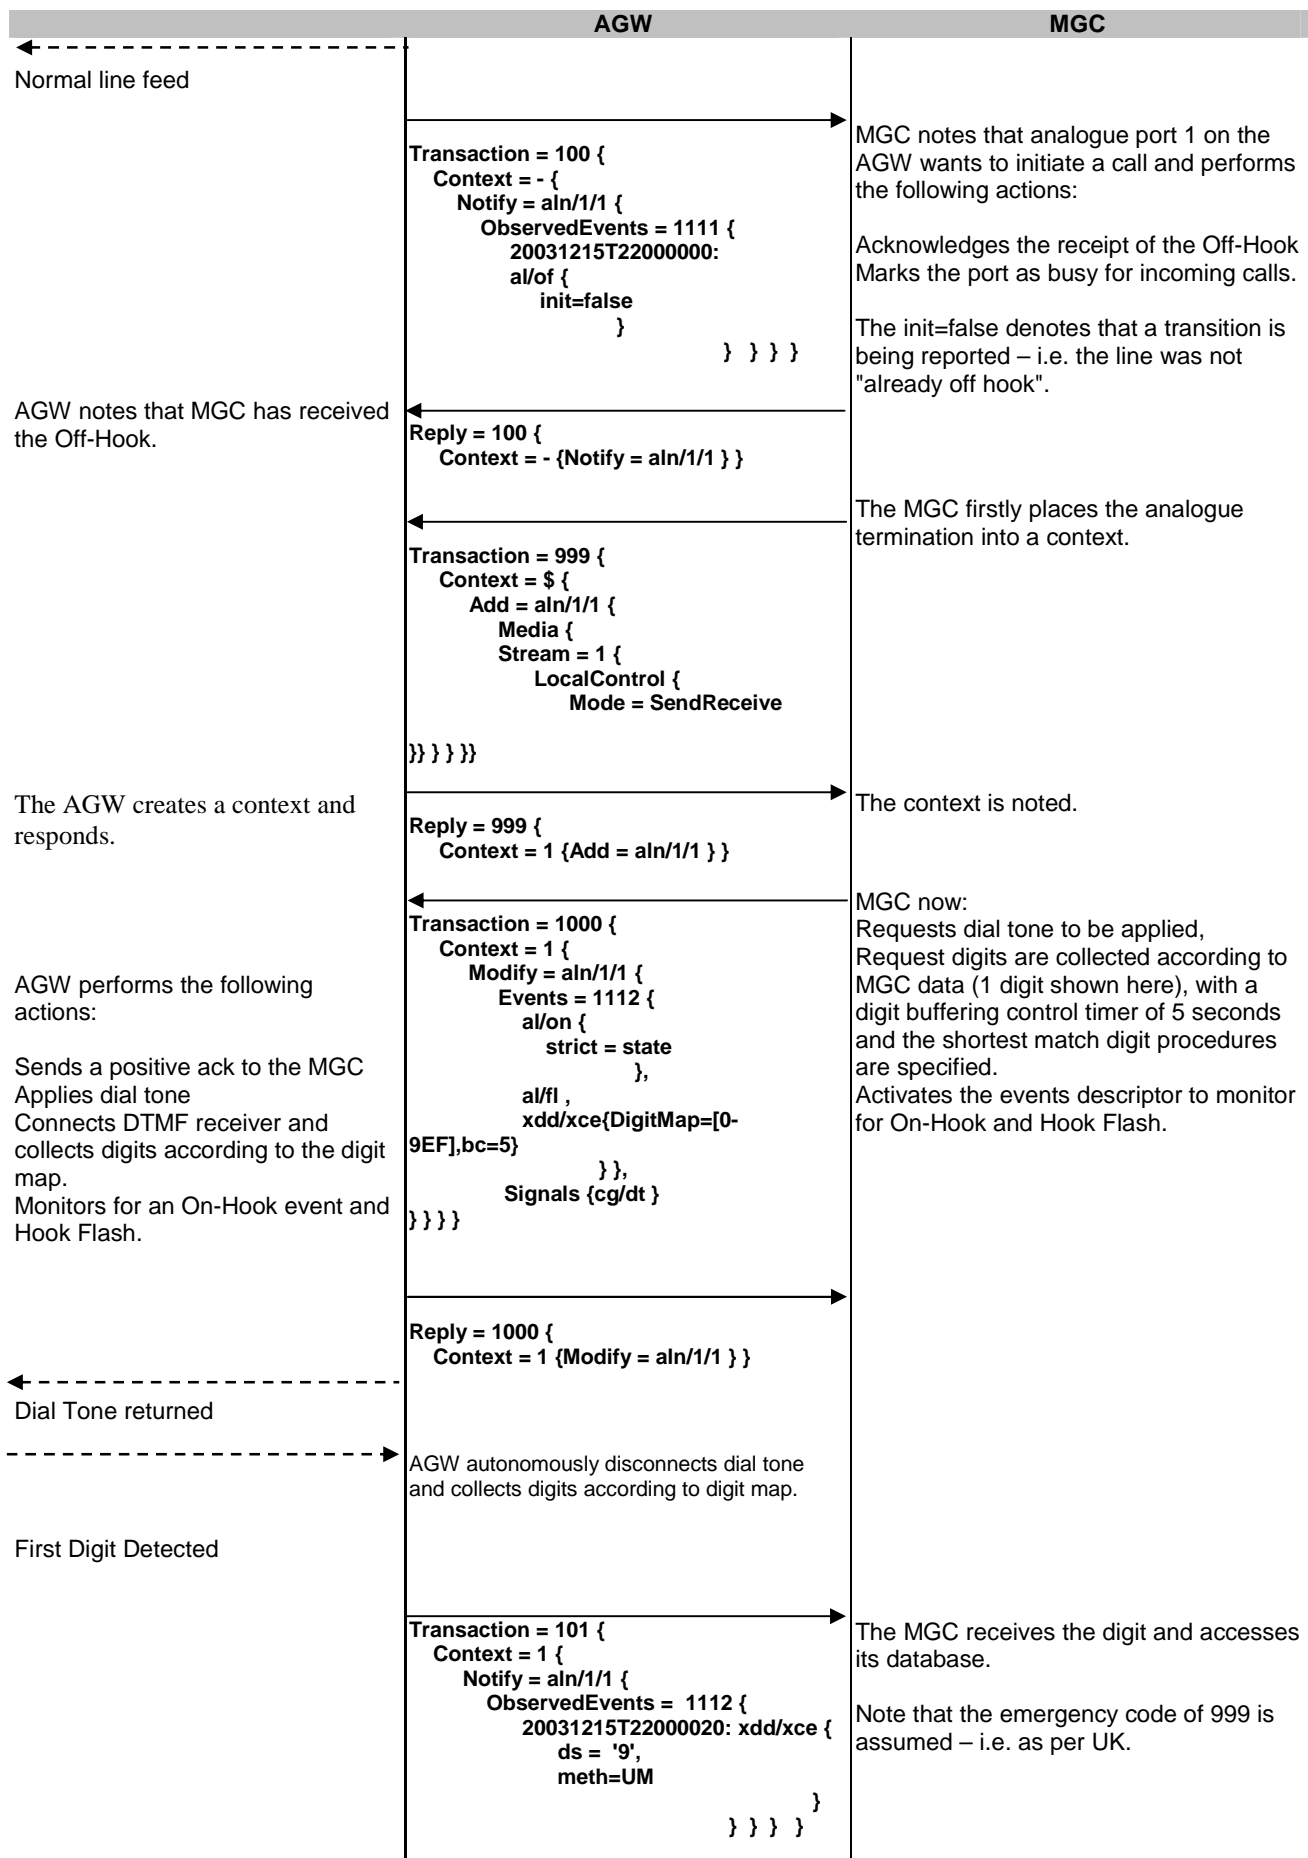 AGW MGC
Normal line feed
Transaction = 100 {
Context = - {
Notify = aln/1/1 {
ObservedEvents = 1111 {
20031215T22000000:
al/of {
init=false
}
} } } }
MGC notes that analogue port 1 on the
AGW wants to initiate a call and performs
the following actions:
Acknowledges the receipt of the Off-Hook
Marks the port as busy for incoming calls.
The init=false denotes that a transition is
being reported – i.e. the line was not
"already off hook".
AGW notes that MGC has received
the Off-Hook.
Reply = 100 {
Context = - {Notify = aln/1/1 } }
The MGC firstly places the analogue
termination into a context.
Transaction = 999 {
Context = $ {
Add = aln/1/1 {
Media {
Stream = 1 {
LocalControl {
Mode = SendReceive
}} } } }}
The AGW creates a context and
responds.
Reply = 999 {
Context = 1 {Add = aln/1/1 } }
The context is noted.
AGW performs the following
actions:
Sends a positive ack to the MGC
Applies dial tone
Connects DTMF receiver and
collects digits according to the digit
map.
Monitors for an On-Hook event and
Hook Flash.
Transaction = 1000 {
Context = 1 {
Modify = aln/1/1 {
Events = 1112 {
al/on {
strict = state
},
al/fl ,
xdd/xce{DigitMap=[0-
9EF],bc=5}
} },
Signals {cg/dt }
} } } }
MGC now:
Requests dial tone to be applied,
Request digits are collected according to
MGC data (1 digit shown here), with a
digit buffering control timer of 5 seconds
and the shortest match digit procedures
are specified.
Activates the events descriptor to monitor
for On-Hook and Hook Flash.
Reply = 1000 {
Context = 1 {Modify = aln/1/1 } }
Dial Tone returned
AGW autonomously disconnects dial tone
and collects digits according to digit map.
First Digit Detected
Transaction = 101 {
Context = 1 {
Notify = aln/1/1 {
ObservedEvents = 1112 {
20031215T22000020: xdd/xce {
ds = '9',
meth=UM
}
} } } }
The MGC receives the digit and accesses
its database.
Note that the emergency code of 999 is
assumed – i.e. as per UK.